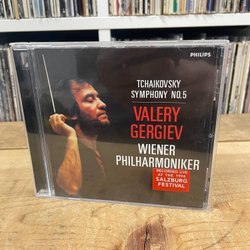 PHILIPS
TCHAIKOVSKY
SYMPHONY NO.5
VALERY
GERGIEV
WIENER
PHILHARMONIKER
RECORDED LIVE
AT THE 1998
SALZBURG
FESTIVAL